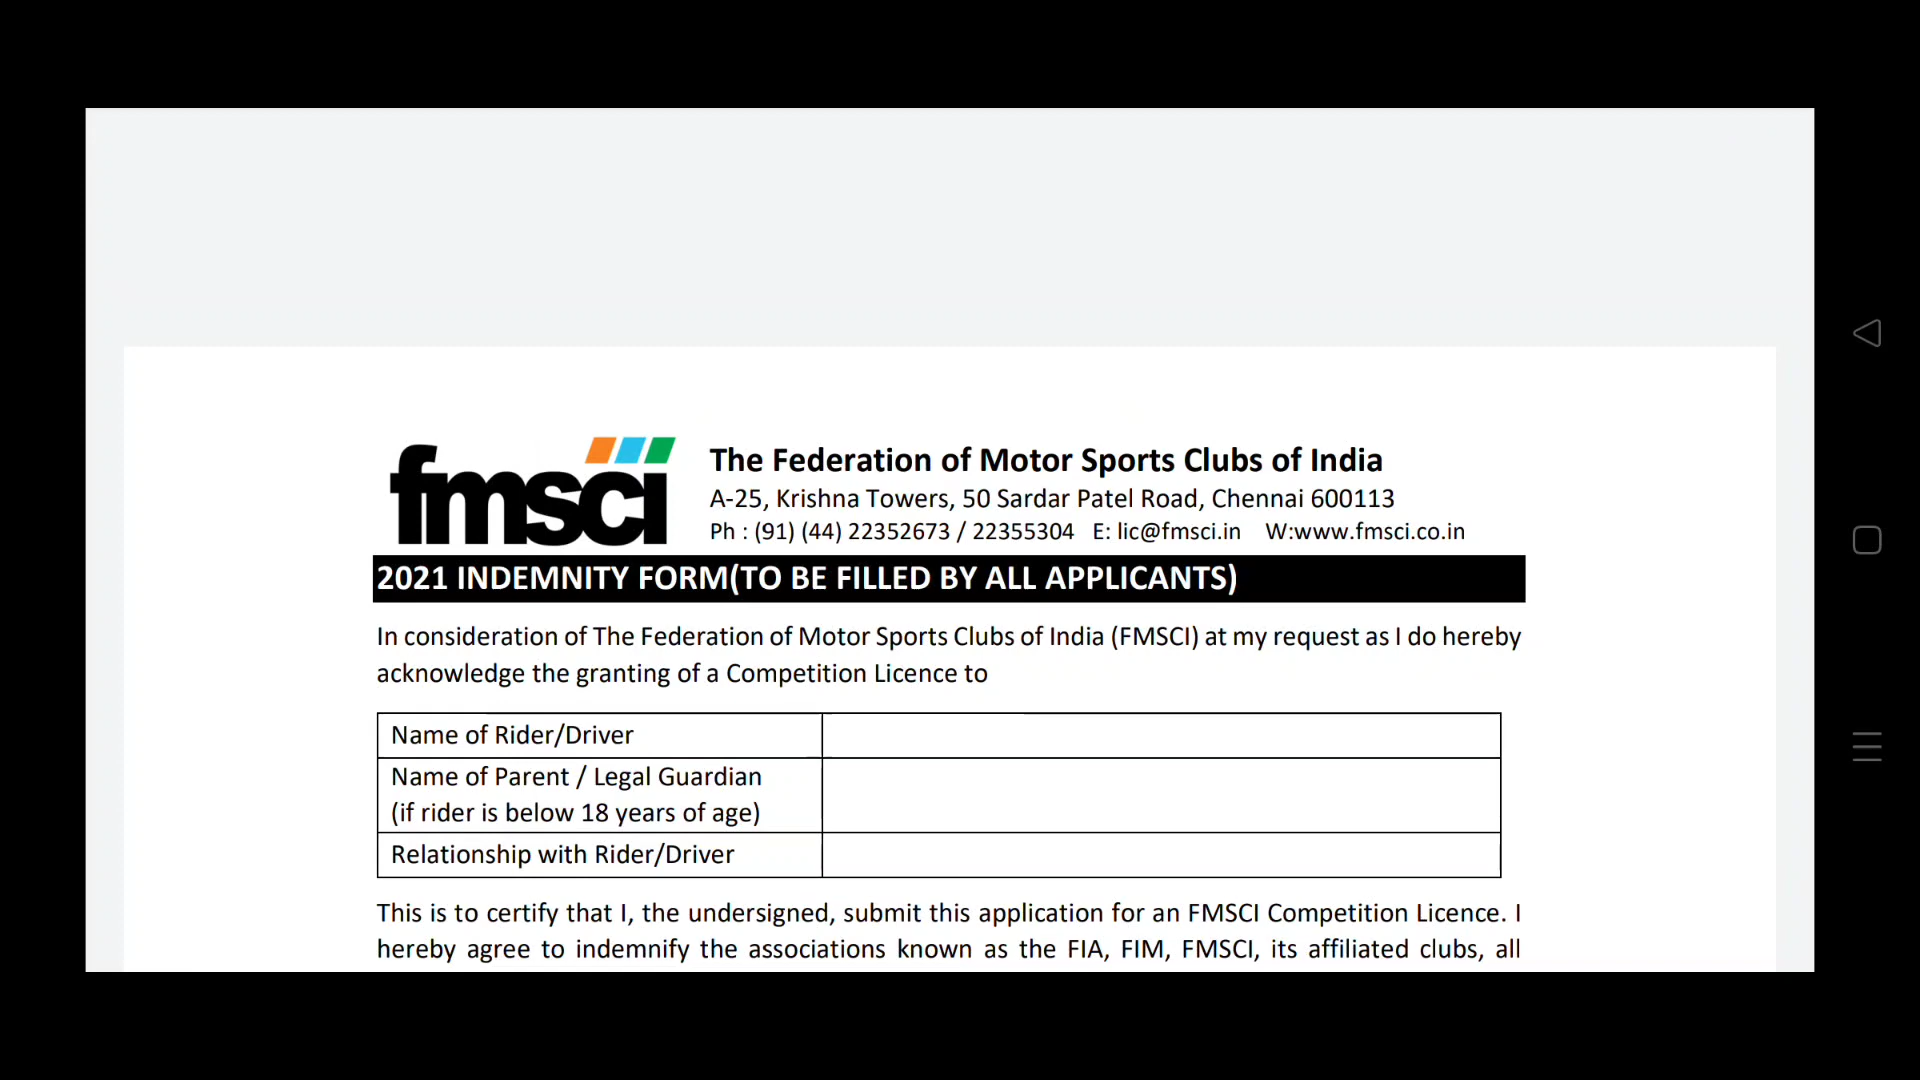 fmsci
The Federation of Motor Sports Clubs of India
A-25, Krishna Towers, 50 Sardar Patel Road, Chennai 600113
Ph : (91) (44) 22352673 / 22355304 E: lic@fmsci.in W:www.fmsci.co.in
2021 INDEMNITY FORM(TO BE FILLED BY ALL APPLICANTS)
In consideration of The Federation of Motor Sports Clubs of India (FMSCI) at my request as I do hereby
acknowledge the granting of a Competition Licence to
Name of Rider/Driver
Name of Parent / Legal Guardian
(if rider is below 18 years of age)
Relationship with Rider/Driver
This is to certify that I, the undersigned, submit this application for an FMSCI Competition Licence. I
hereby agree to indemnify the associations known as the FIA, FIM, FMSCI, its affiliated clubs, all